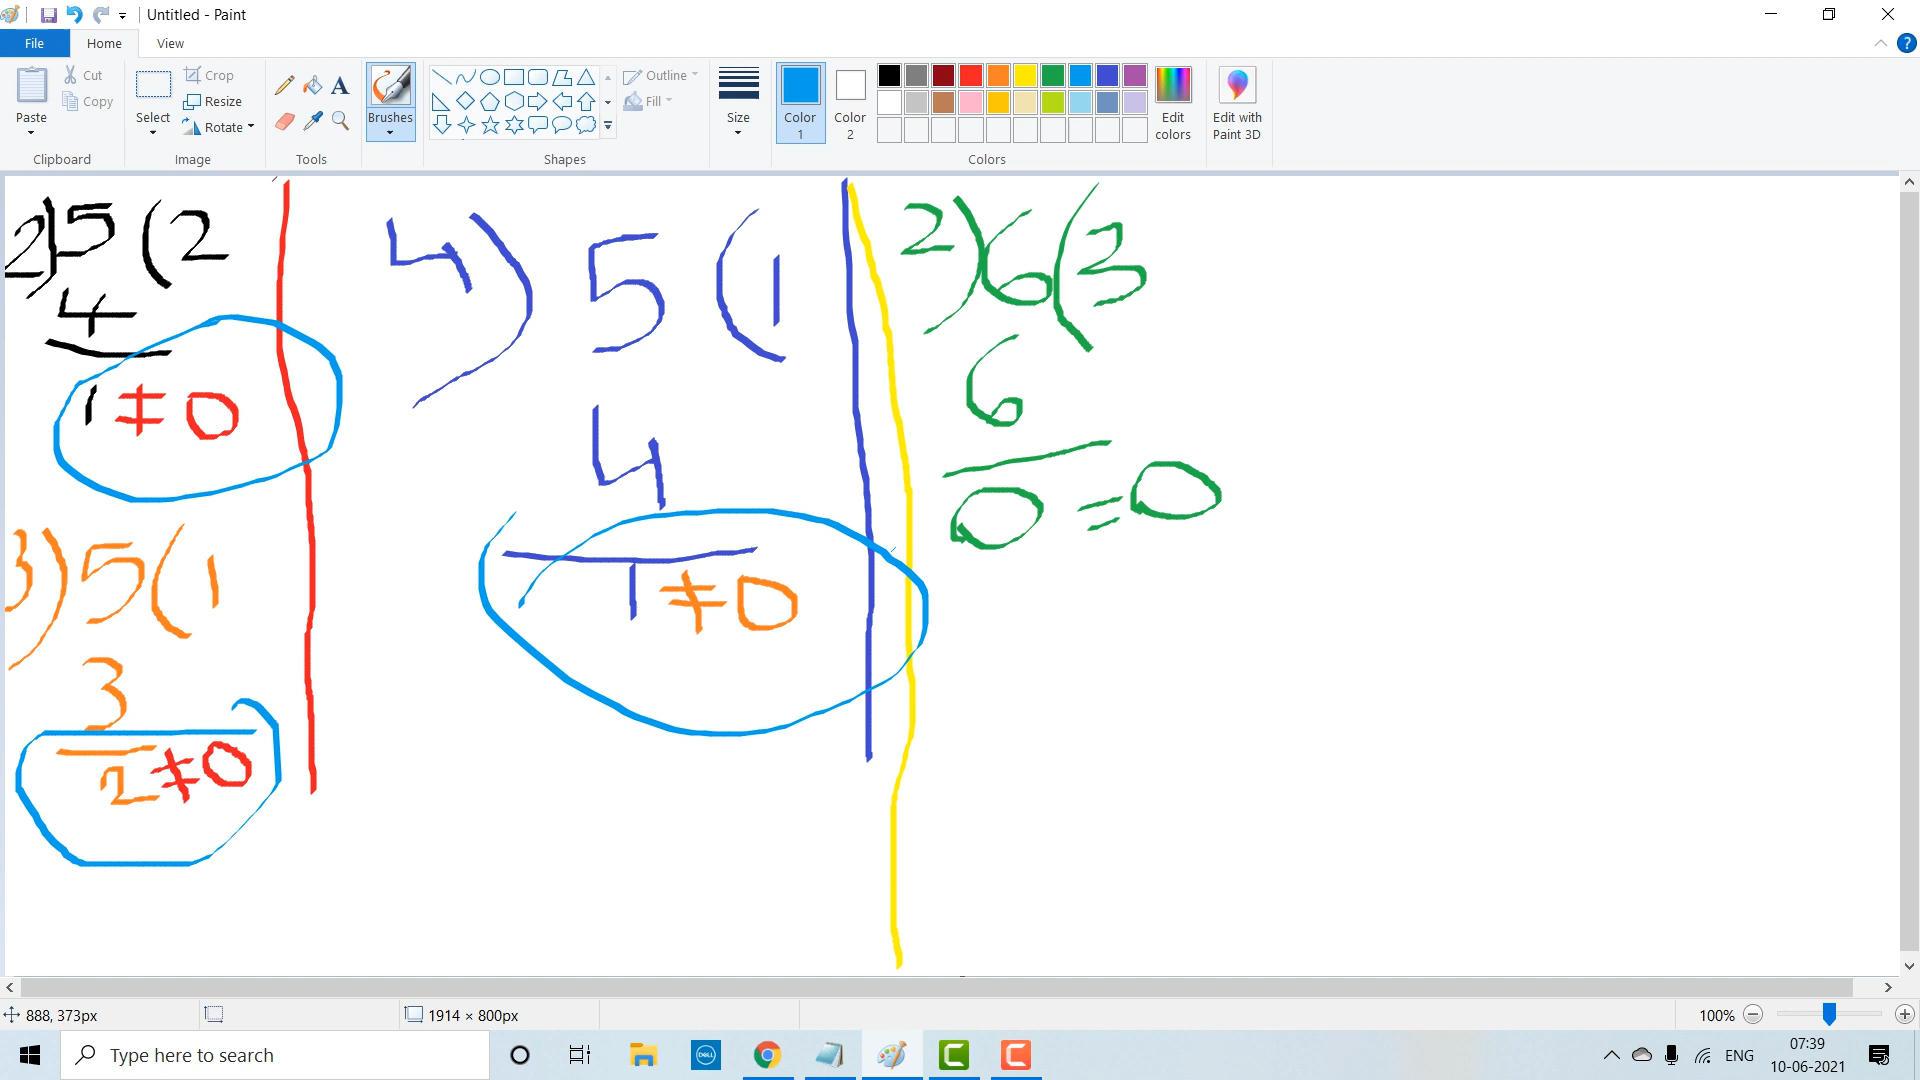 Untitled - Paint
File Home View
Paste
Cut
Copy
Clipboard
Select
Crop
Resize
Rotate
Image
Tools
Brushes
Shapes
Outline
Fill
Size
Color 1
Color 2
Colors
Edit colors
Edit with Paint 3D
2)5(2
4
1≠0
3)5(1
3
2≠0
4)5(1
4
1≠0
2)6(3
6
0=0
888, 373px
1914 × 800px
100%
Type here to search
DELL
ENG
07:39
10-06-2021